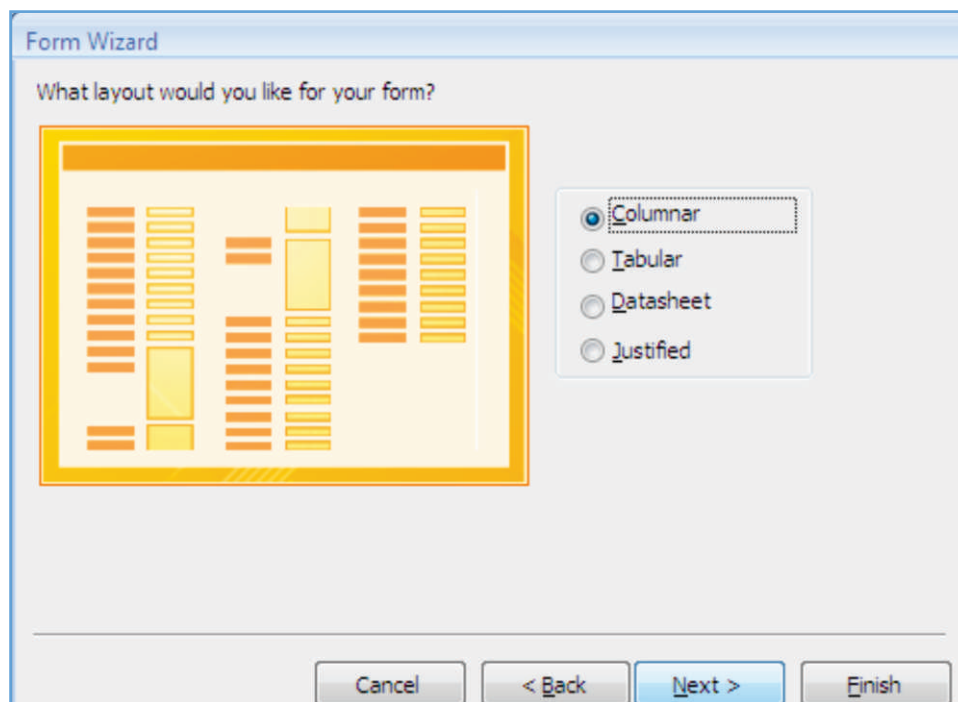 Form Wizard
What layout would you like for your form?
Columnar
Tabular
Datasheet
Justified
Cancel
< Back
Next >
Finish